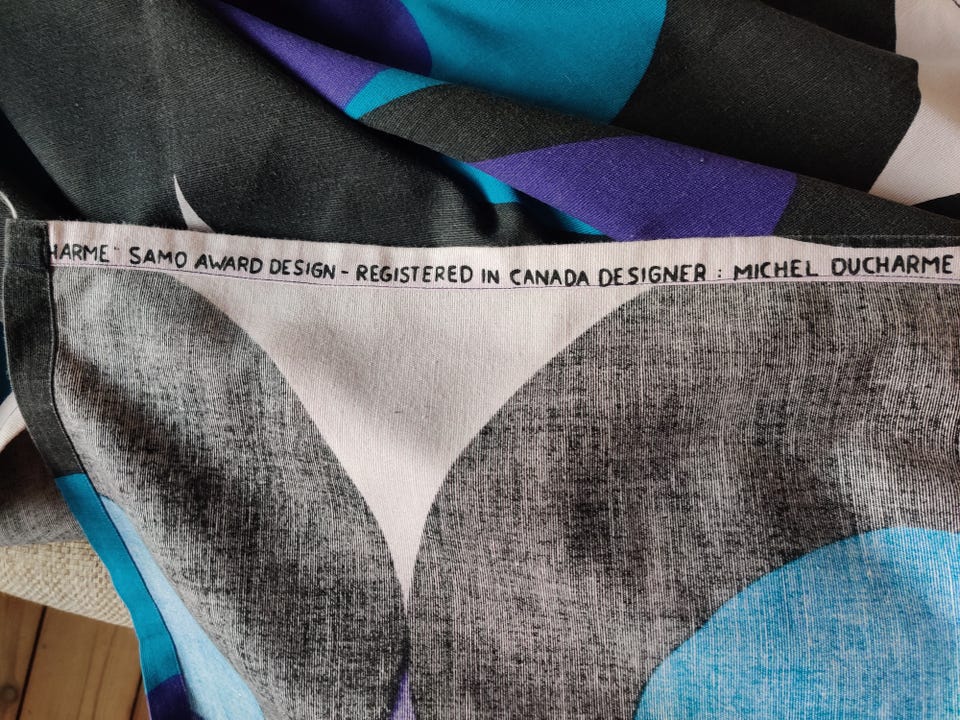 HARME" SAMO AWARD DESIGN - REGISTERED IN CANADA DESIGNER : MICHEL DUCHARME